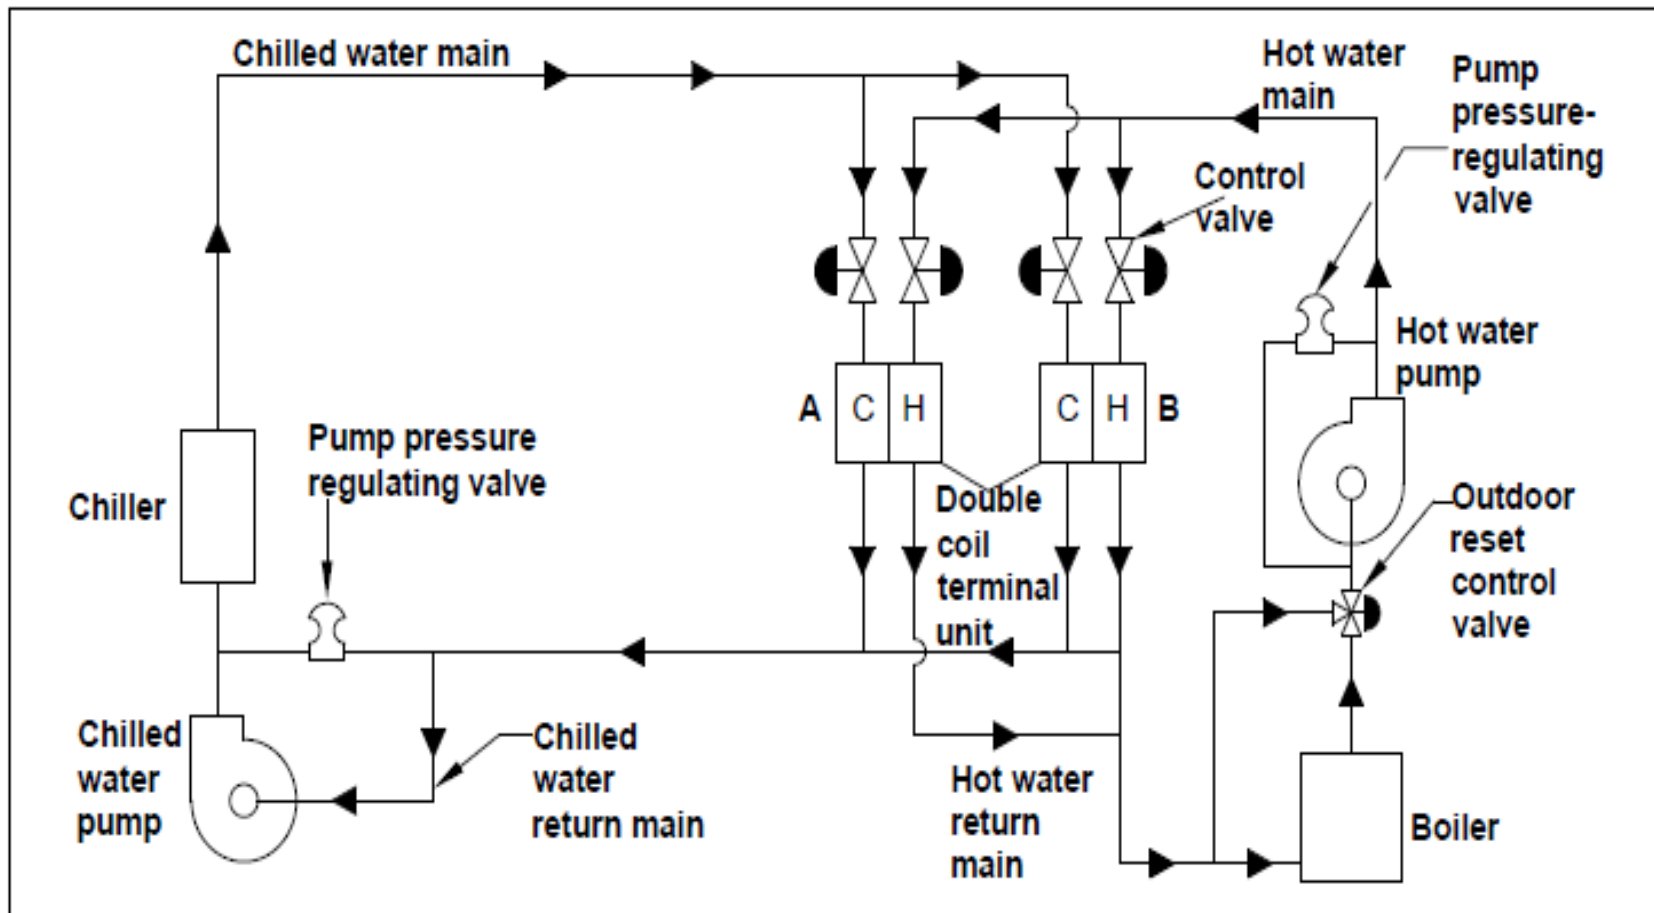 Chilled water main
Hot water
main
Pump
pressure-
regulating
valve
Control
valve
Hot water
pump
A
C
H
C
H
B
Pump pressure
regulating valve
Chiller
Double
coil
terminal
unit
Outdoor
reset
control
valve
Chilled
water
pump
Chilled
water
return main
Hot water
return
main
Boiler